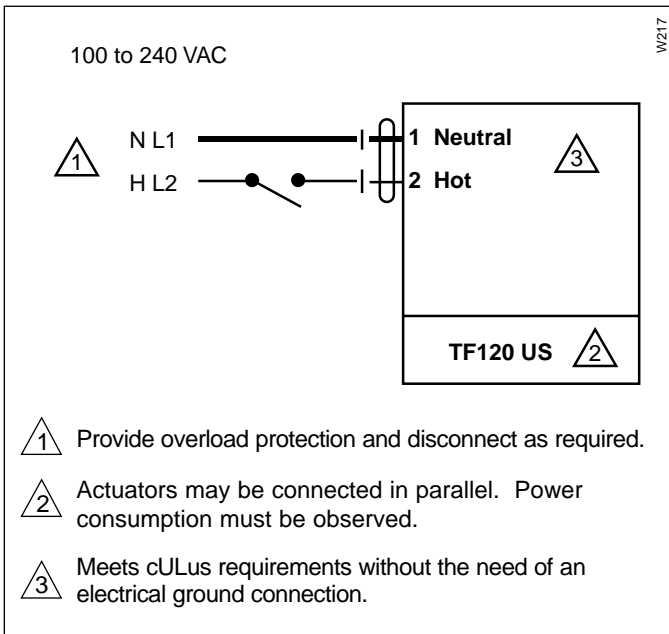 W217
100 to 240 VAC
1
N L1
1 Neutral
3
H L2
2 Hot
TF120 US
2
1 Provide overload protection and disconnect as required.
2 Actuators may be connected in parallel. Power
consumption must be observed.
3 Meets cULus requirements without the need of an
electrical ground connection.